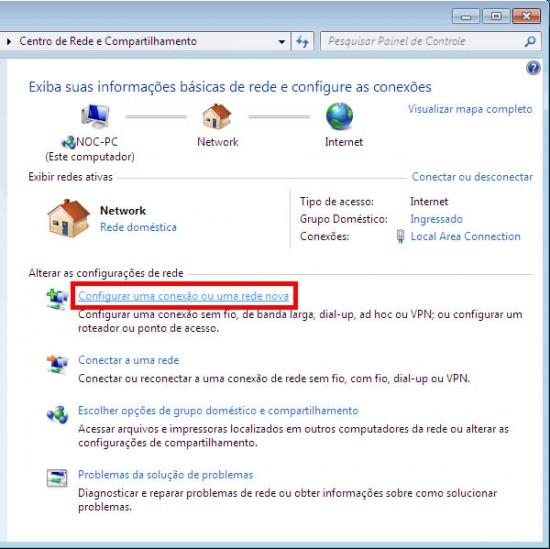 Centro de Rede e Compartilhamento
Pesquisar Painel de Controle
Exiba suas informações básicas de rede e configure as conexões
Visualizar mapa completo
NOC-PC
(Este computador)
Network
Internet
Exibir redes ativas
Conectar ou desconectar
Network
Rede doméstica
Tipo de acesso: Internet
Grupo Doméstico: Ingressado
Conexões: Local Area Connection
Alterar as configurações de rede
Configurar uma conexão ou uma rede nova
Configurar uma conexão sem fio, de banda larga, dial-up, ad hoc ou VPN; ou configurar um
roteador ou ponto de acesso.
Conectar a uma rede
Conectar ou reconectar a uma conexão de rede sem fio, com fio, dial-up ou VPN.
Escolher opções de grupo doméstico e compartilhamento
Acessar arquivos e impressoras localizados em outros computadores da rede ou alterar as
configurações de compartilhamento.
Problemas da solução de problemas
Diagnosticar e reparar problemas de rede ou obter informações sobre como solucionar
problemas.